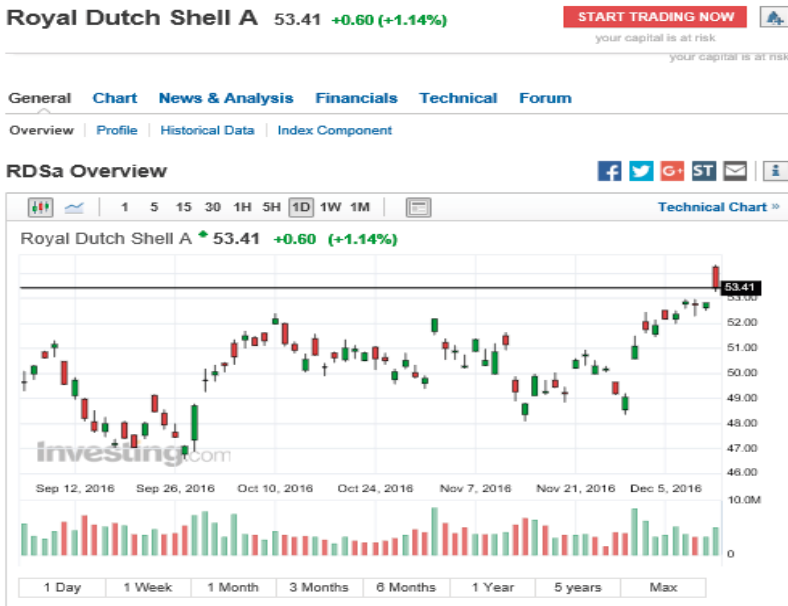 Royal Dutch Shell A 53.41 +0.60 (+1.14%)
START TRADING NOW
your capital is at risk
your capital is at risk
General Chart News & Analysis Financials Technical Forum
Overview Profile Historical Data Index Component
RDSa Overview
f G+ ST i
1 5 15 30 1H 5H 1D 1W 1M
Technical Chart »
Royal Dutch Shell A 53.41 +0.60 (+1.14%)
53.41
53.00
52.00
51.00
50.00
49.00
48.00
47.00
46.00
investing.com
Sep 12, 2016 Sep 26, 2016 Oct 10, 2016 Oct 24, 2016 Nov 7, 2016 Nov 21, 2016 Dec 5, 2016
10.0M
0
1 Day 1 Week 1 Month 3 Months 6 Months 1 Year 5 years Max